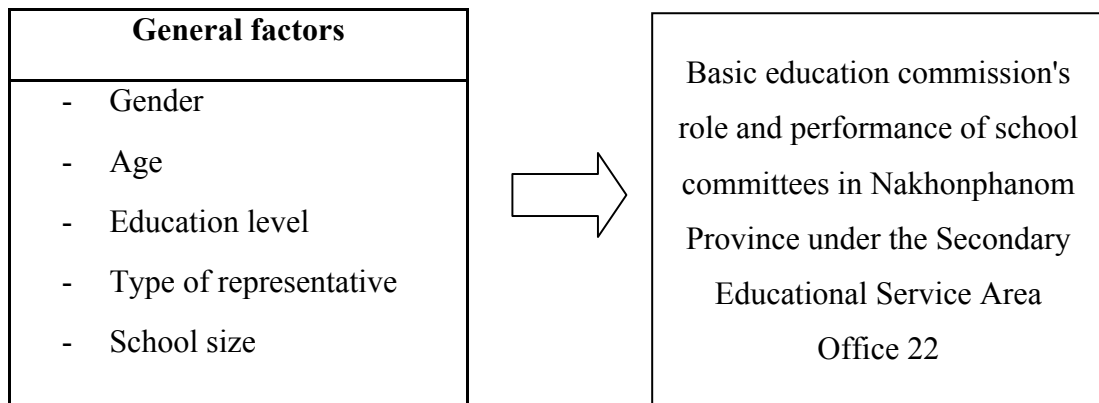 General factors
- Gender
- Age
- Education level
- Type of representative
- School size
Basic education commission's
role and performance of school
committees in Nakhonphanom
Province under the Secondary
Educational Service Area
Office 22